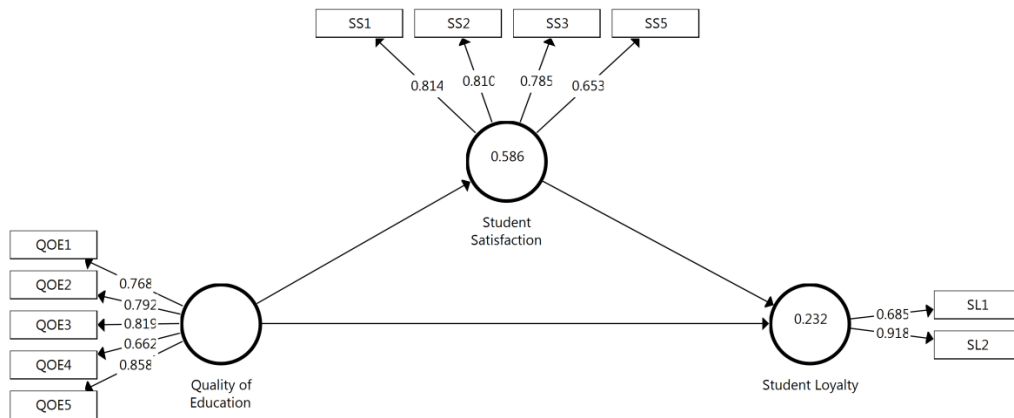 SS1 SS2 SS3 SS5
0.814 0.810 0.785 0.653
0.586
Student
Satisfaction
QOE1
0.768
QOE2
0.792
QOE3
0.819
QOE4
0.662
QOE5
0.858
Quality of
Education
0.232
Student Loyalty
0.685
SL1
0.918
SL2